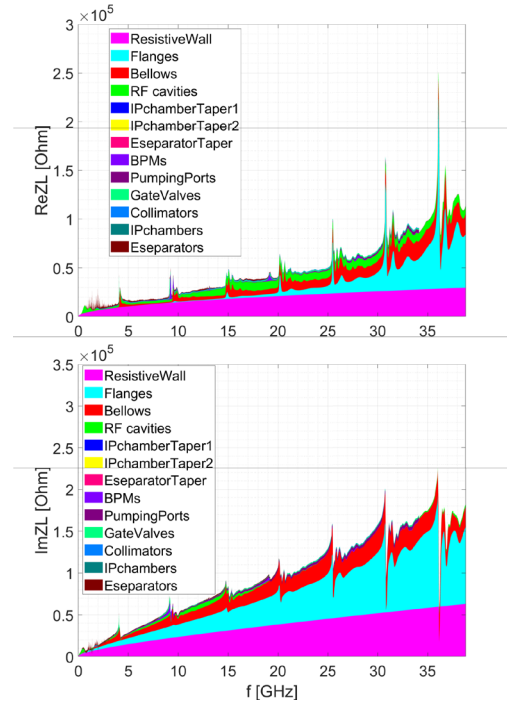 × 10⁵
3
2.5
2
1.5
1
0.5
0
ReZL [Ohm]
ResistiveWall
Flanges
Bellows
RF cavities
IPchamberTaper1
IPchamberTaper2
EseparatorTaper
BPMs
PumpingPorts
GateValves
Collimators
IPchambers
Eseparators
0 5 10 15 20 25 30 35
× 10⁵
3.5
3
2.5
2
1.5
1
0.5
0
ImZL [Ohm]
ResistiveWall
Flanges
Bellows
RF cavities
IPchamberTaper1
IPchamberTaper2
EseparatorTaper
BPMs
PumpingPorts
GateValves
Collimators
IPchambers
Eseparators
0 5 10 15 20 25 30 35
f [GHz]